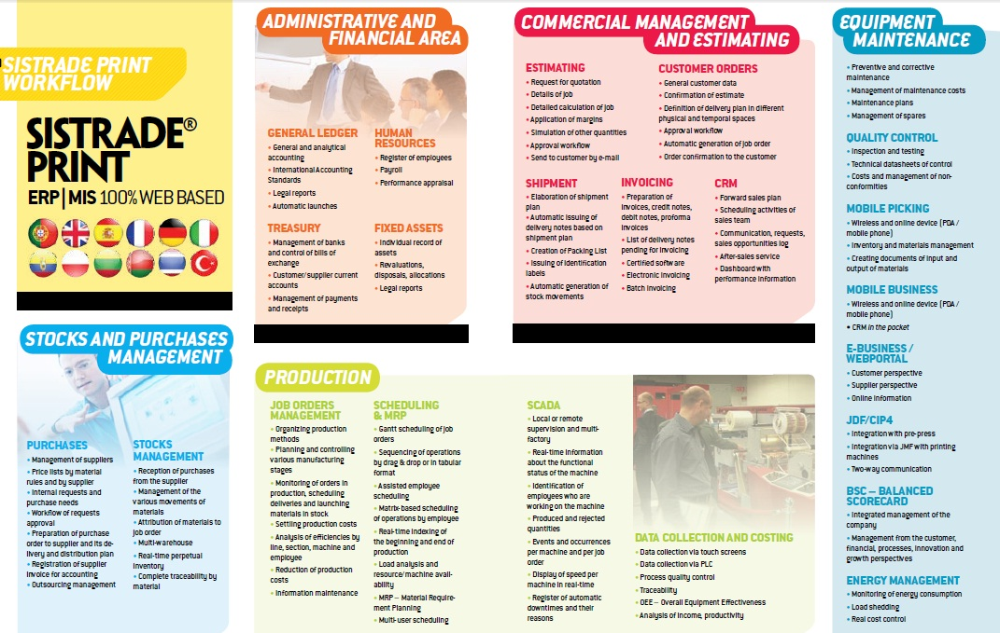 SISTRADE PRINT
WORKFLOW
SISTRADE®
PRINT
ERP | MIS 100% WEB BASED
STOCKS AND PURCHASES
MANAGEMENT
PURCHASES
• Management of suppliers
• Price lists by material
rules and by supplier
• Internal requests and
purchase needs
• Workflow of requests
approval
• Preparation of purchase
order to supplier and its de-
livery and distribution plan
• Registration of supplier
invoice for accounting
• Outsourcing management
STOCKS
MANAGEMENT
• Reception of purchases
from the supplier
• Management of the
various movements of
materials
• Attribution of materials to
job order
• Multi-warehouse
• Real-time perpetual
inventory
• Complete traceability by
material
ADMINISTRATIVE AND
FINANCIAL AREA
GENERAL LEDGER
• General and analytical
accounting
• International Accounting
Standards
• Legal reports
• Automatic launches
HUMAN
RESOURCES
• Register of employees
• Payroll
• Performance appraisal
TREASURY
• Management of banks
and control of bills of
exchange
• Customer/supplier current
accounts
• Management of payments
and receipts
FIXED ASSETS
• Individual record of
assets
• Revaluations,
disposals, allocations
• Legal reports
COMMERCIAL MANAGEMENT
AND ESTIMATING
ESTIMATING
• Request for quotation
• Details of job
• Detailed calculation of job
• Application of margins
• Simulation of other quantities
• Approval workflow
• Send to customer by e-mail
CUSTOMER ORDERS
• General customer data
• Confirmation of estimate
• Definition of delivery plan in different
physical and temporal spaces
• Approval workflow
• Automatic generation of job order
• Order confirmation to the customer
SHIPMENT
• Elaboration of shipment
plan
• Automatic issuing of
delivery notes based on
shipment plan
• Creation of Packing List
• Issuing of identification
labels
• Automatic generation of
stock movements
INVOICING
• Preparation of
invoices, credit notes,
debit notes, proforma
invoices
• List of delivery notes
pending for invoicing
• Certified software
• Electronic invoicing
• Batch invoicing
CRM
• Forward sales plan
• Scheduling activities of
sales team
• Communication, requests,
sales opportunities log
• After-sales service
• Dashboard with
performance information
PRODUCTION
JOB ORDERS
MANAGEMENT
• Organizing production
methods
• Planning and controlling
various manufacturing
stages
• Monitoring of orders in
production, scheduling
deliveries and launching
materials in stock
• Settling production costs
• Analysis of efficiencies by
line, section, machine and
employee
• Reduction of production
costs
• Information maintenance
SCHEDULING
& MRP
• Gantt scheduling of job
orders
• Sequencing of operations
by drag & drop or in tabular
format
• Assisted employee
scheduling
• Matrix-based scheduling
of operations by employee
• Real-time indexing of
the beginning and end of
production
• Load analysis and
resource/ machine avail-
ability
• MRP – Material Require-
ment Planning
• Multi-user scheduling
SCADA
• Local or remote
supervision and multi-
factory
• Real-time information
about the functional
status of the machine
• Identification of
employees who are
working on the machine
• Produced and rejected
quantities
• Events and occurrences
per machine and per job
order
• Display of speed per
machine in real-time
• Register of automatic
downtimes and their
reasons
DATA COLLECTION AND COSTING
• Data collection via touch screens
• Data collection via PLC
• Process quality control
• Traceability
• OEE – Overall Equipment Effectiveness
• Analysis of income, productivity
EQUIPMENT
MAINTENANCE
• Preventive and corrective
maintenance
• Management of maintenance costs
• Maintenance plans
• Management of spares
QUALITY CONTROL
• Inspection and testing
• Technical datasheets of control
• Costs and management of non-
conformities
MOBILE PICKING
• Wireless and online device (PDA /
mobile phone)
• Inventory and materials management
• Creating documents of input and
output of materials
MOBILE BUSINESS
• Wireless and online device (PDA /
mobile phone)
• CRM in the pocket
E-BUSINESS /
WEBPORTAL
• Customer perspective
• Supplier perspective
• Online information
JDF/CIP4
• Integration with pre-press
• Integration via JMF with printing
machines
• Two-way communication
BSC – BALANCED
SCORECARD
• Integrated management of the
company
• Management from the customer,
financial, processes, innovation and
growth perspectives
ENERGY MANAGEMENT
• Monitoring of energy consumption
• Load shedding
• Real cost control